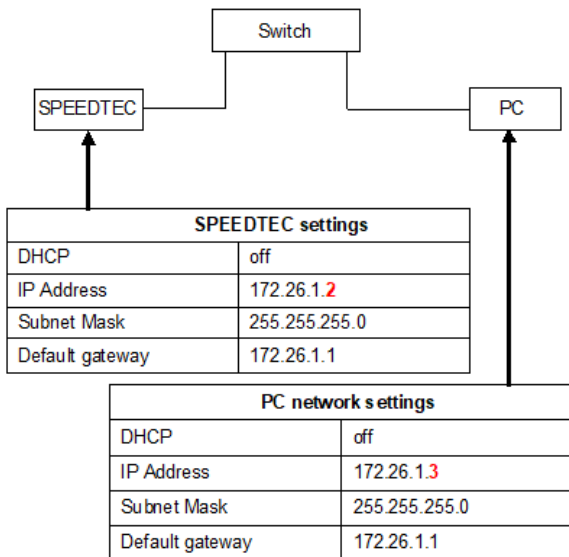 Switch
SPEEDTEC
PC
SPEEDTEC settings
DHCP off
IP Address 172.26.1.2
Subnet Mask 255.255.255.0
Default gateway 172.26.1.1
PC network settings
DHCP off
IP Address 172.26.1.3
Subnet Mask 255.255.255.0
Default gateway 172.26.1.1